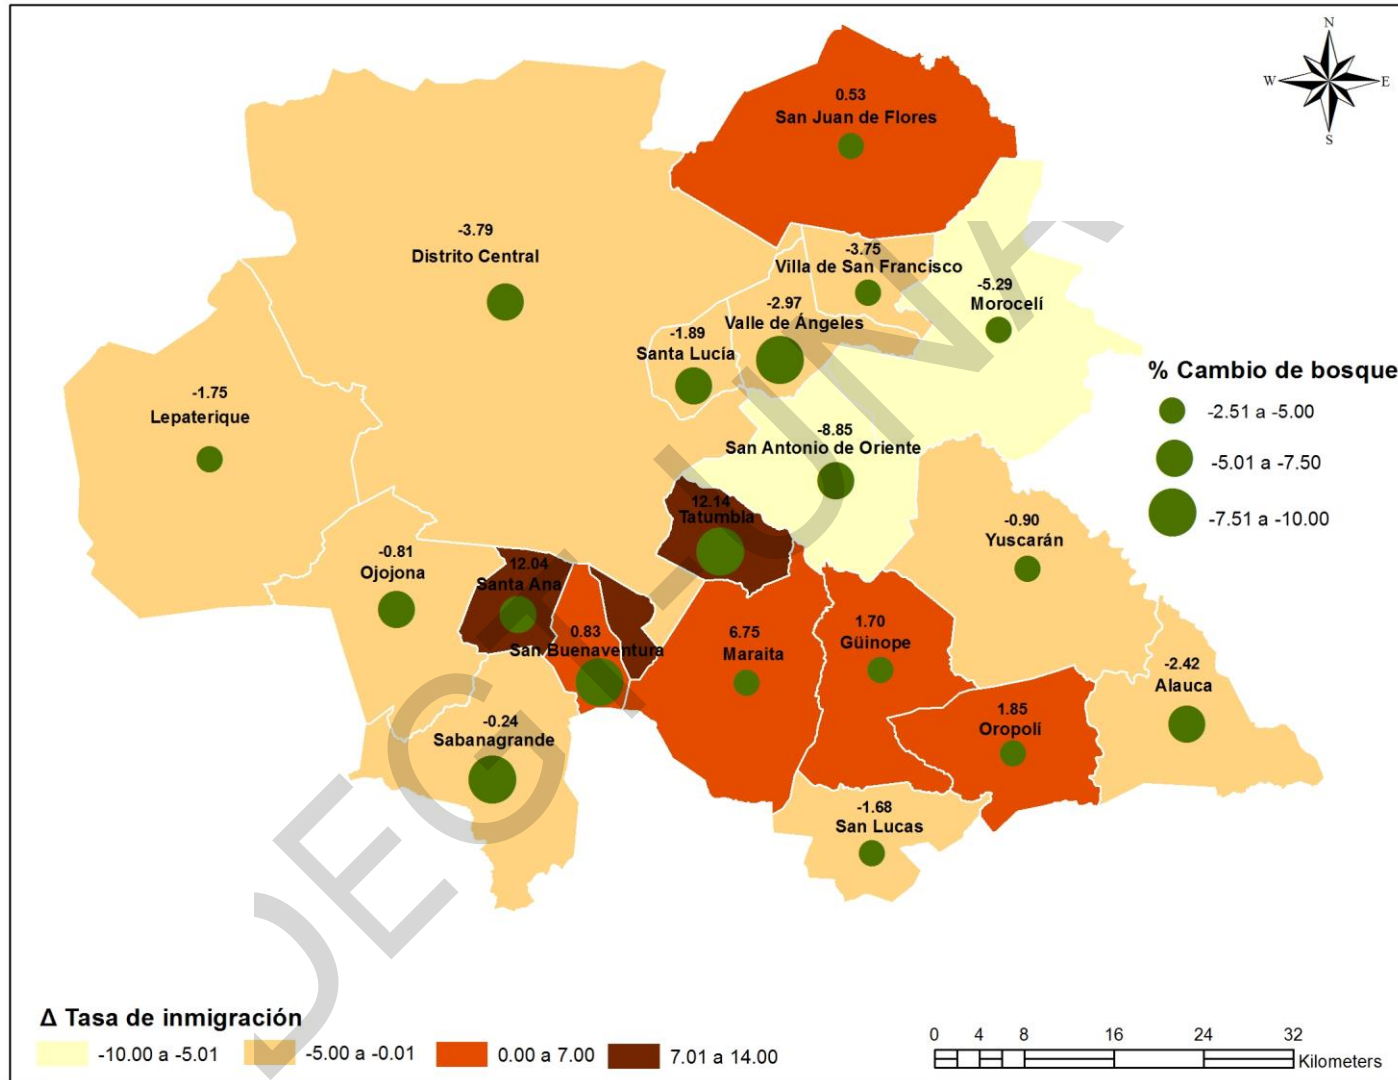 N
W
E
S
0.53
San Juan de Flores
-3.79
Distrito Central
-3.75
Villa de San Francisco
-5.29
Morocelí
-2.97
Valle de Ángeles
-1.89
Santa Lucía
-1.75
Lepaterique
-8.85
San Antonio de Oriente
12.14
Tatumbla
-0.90
Yuscarán
-0.81
Ojojona
12.04
Santa Ana
0.83
San Buenaventura
6.75
Maraita
1.70
Güinope
-2.42
Alauca
1.85
Oropolí
-0.24
Sabanagrande
-1.68
San Lucas
% Cambio de bosque
-2.51 a -5.00
-5.01 a -7.50
-7.51 a -10.00
Δ Tasa de inmigración
-10.00 a -5.01
-5.00 a -0.01
0.00 a 7.00
7.01 a 14.00
0 4 8 16 24 32
Kilometers